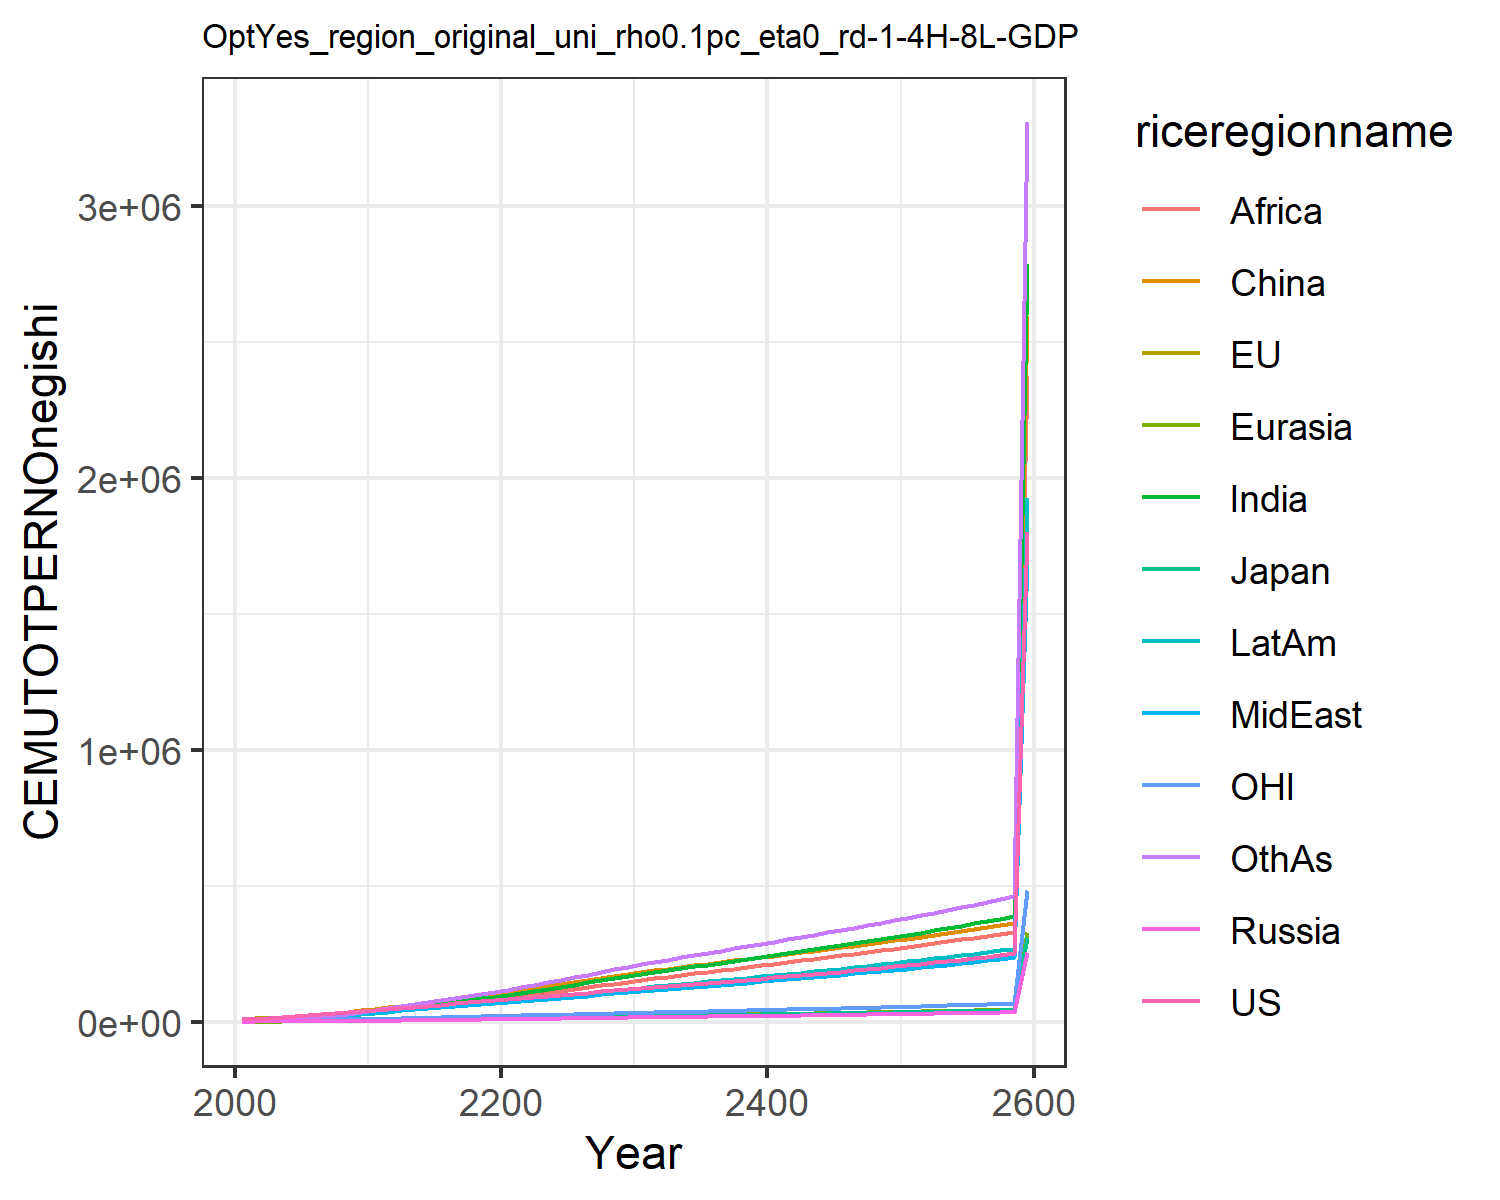 OptYes_region_original_uni_rho0.1pc_eta0_rd-1-4H-8L-GDP
CEMUTOTPERNOnegishi
3e+06
2e+06
1e+06
0e+00
2000
2200
2400
2600
Year
riceregionname
Africa
China
EU
Eurasia
India
Japan
LatAm
MidEast
OHI
OthAs
Russia
US